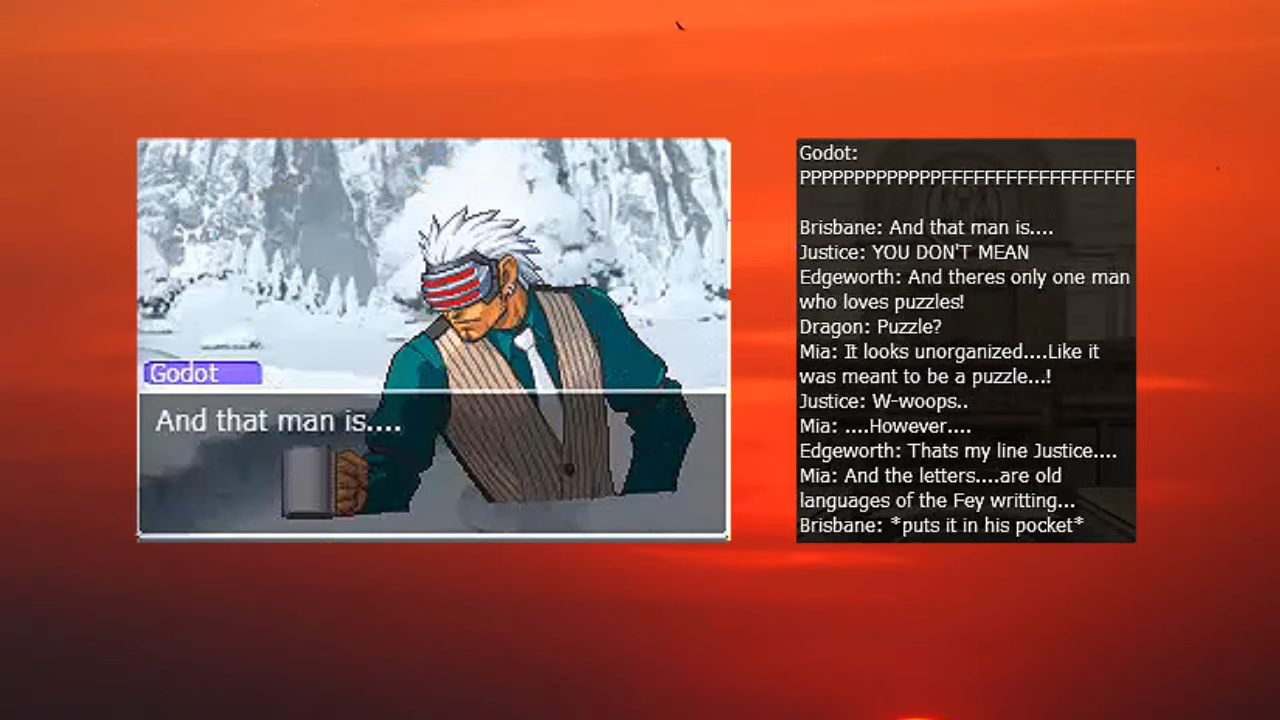 Godot
And that man is....
Godot:
PPPPPPPPPPPPPFFFFFFFFFFFFFFFFFF
Brisbane: And that man is....
Justice: YOU DON'T MEAN
Edgeworth: And theres only one man
who loves puzzles!
Dragon: Puzzle?
Mia: It looks unorganized....Like it
was meant to be a puzzle...!
Justice: W-woops..
Mia: ....However....
Edgeworth: Thats my line Justice....
Mia: And the letters....are old
languages of the Fey writting...
Brisbane: *puts it in his pocket*